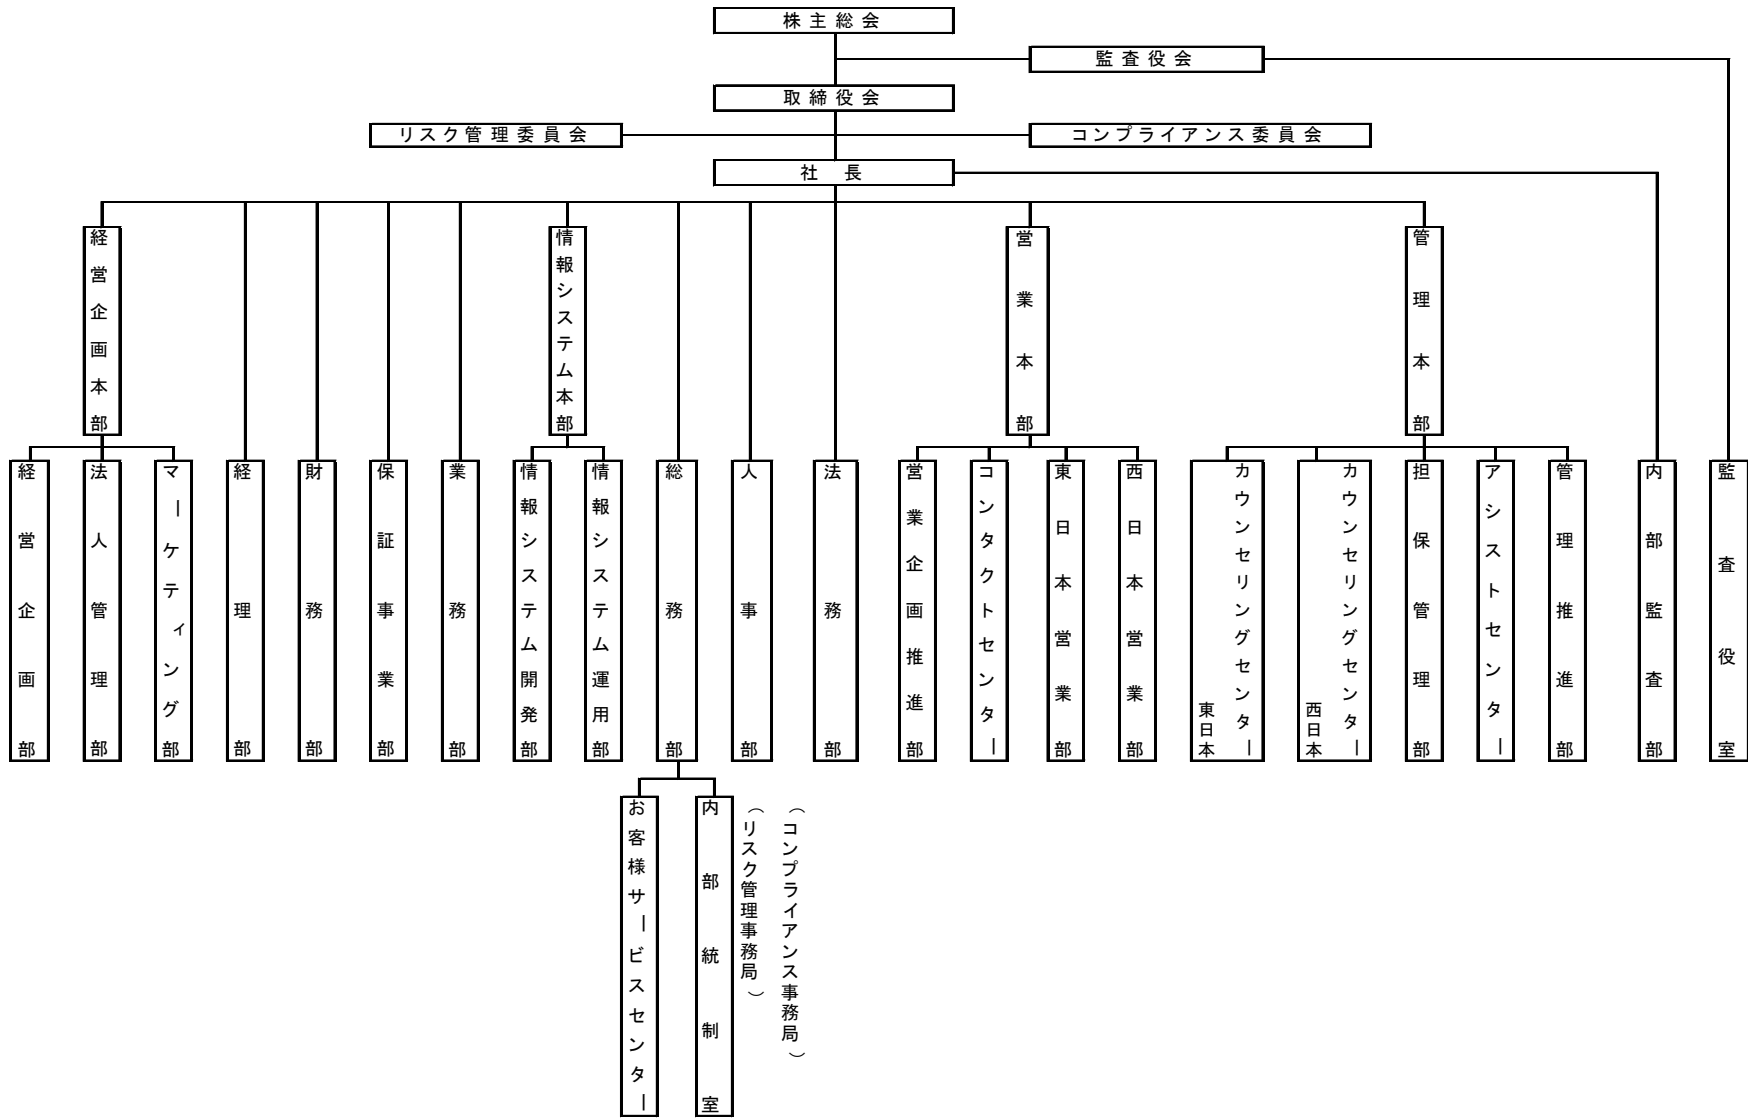 株主総会
監査役会
取締役会
リスク管理委員会
コンプライアンス委員会
社長
経営企画本部
情報システム本部
営業本部
管理本部
経営企画部
法人管理部
マーケティング部
経理部
財務部
保証事業部
業務部
情報システム開発部
情報システム運用部
総務部
人事部
法務部
営業企画推進部
コンタクトセンター
東日本営業部
西日本営業部
カウンセリングセンター
東日本
カウンセリングセンター
西日本
担保管理部
アシストセンター
管理推進部
内部監査部
監査役室
お客様サービスセンター
内部統制室
（リスク管理事務局）
（コンプライアンス事務局）